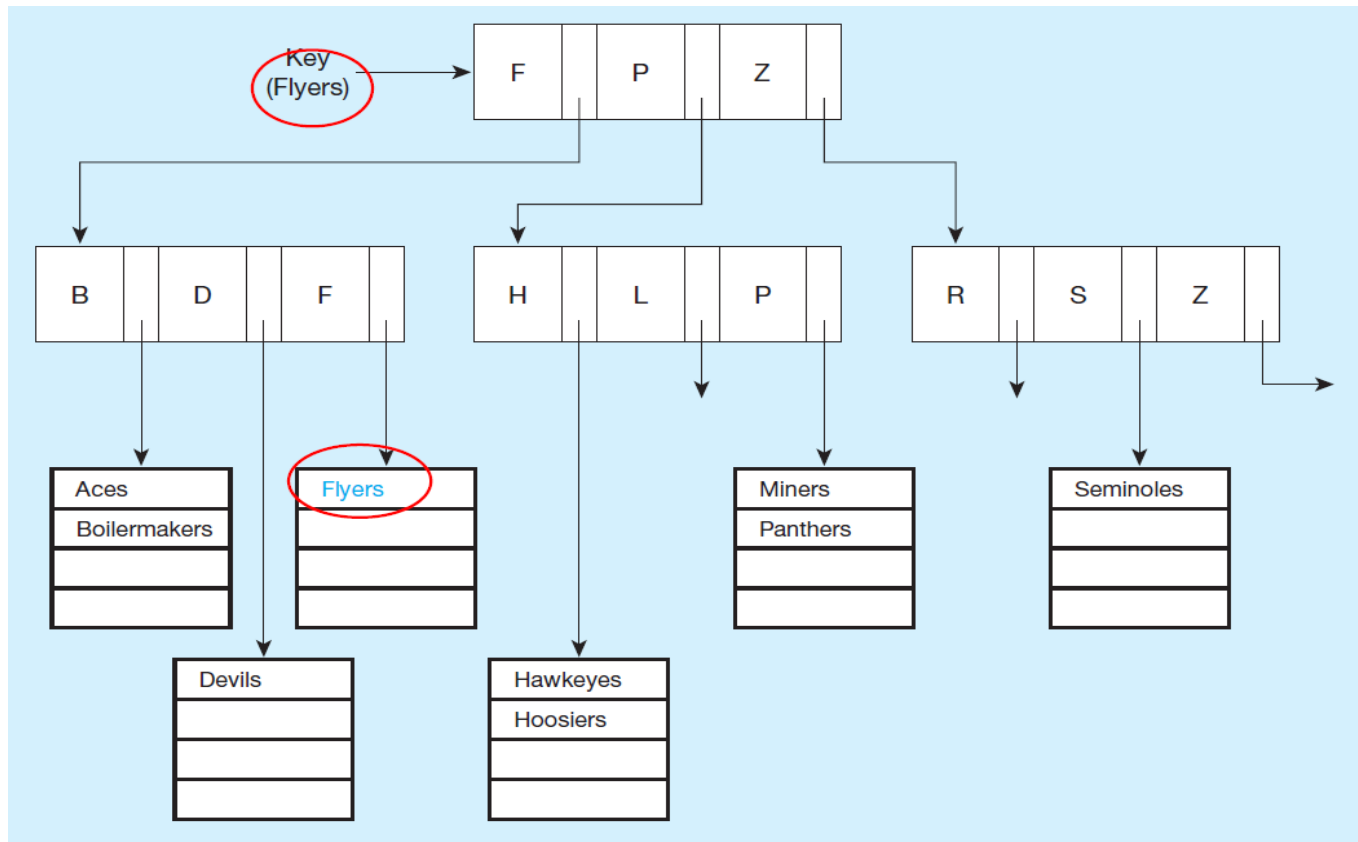 Key
(Flyers)
F P Z
B D F
H L P
R S Z
Aces
Boilermakers
Flyers
Miners
Panthers
Seminoles
Devils
Hawkeyes
Hoosiers